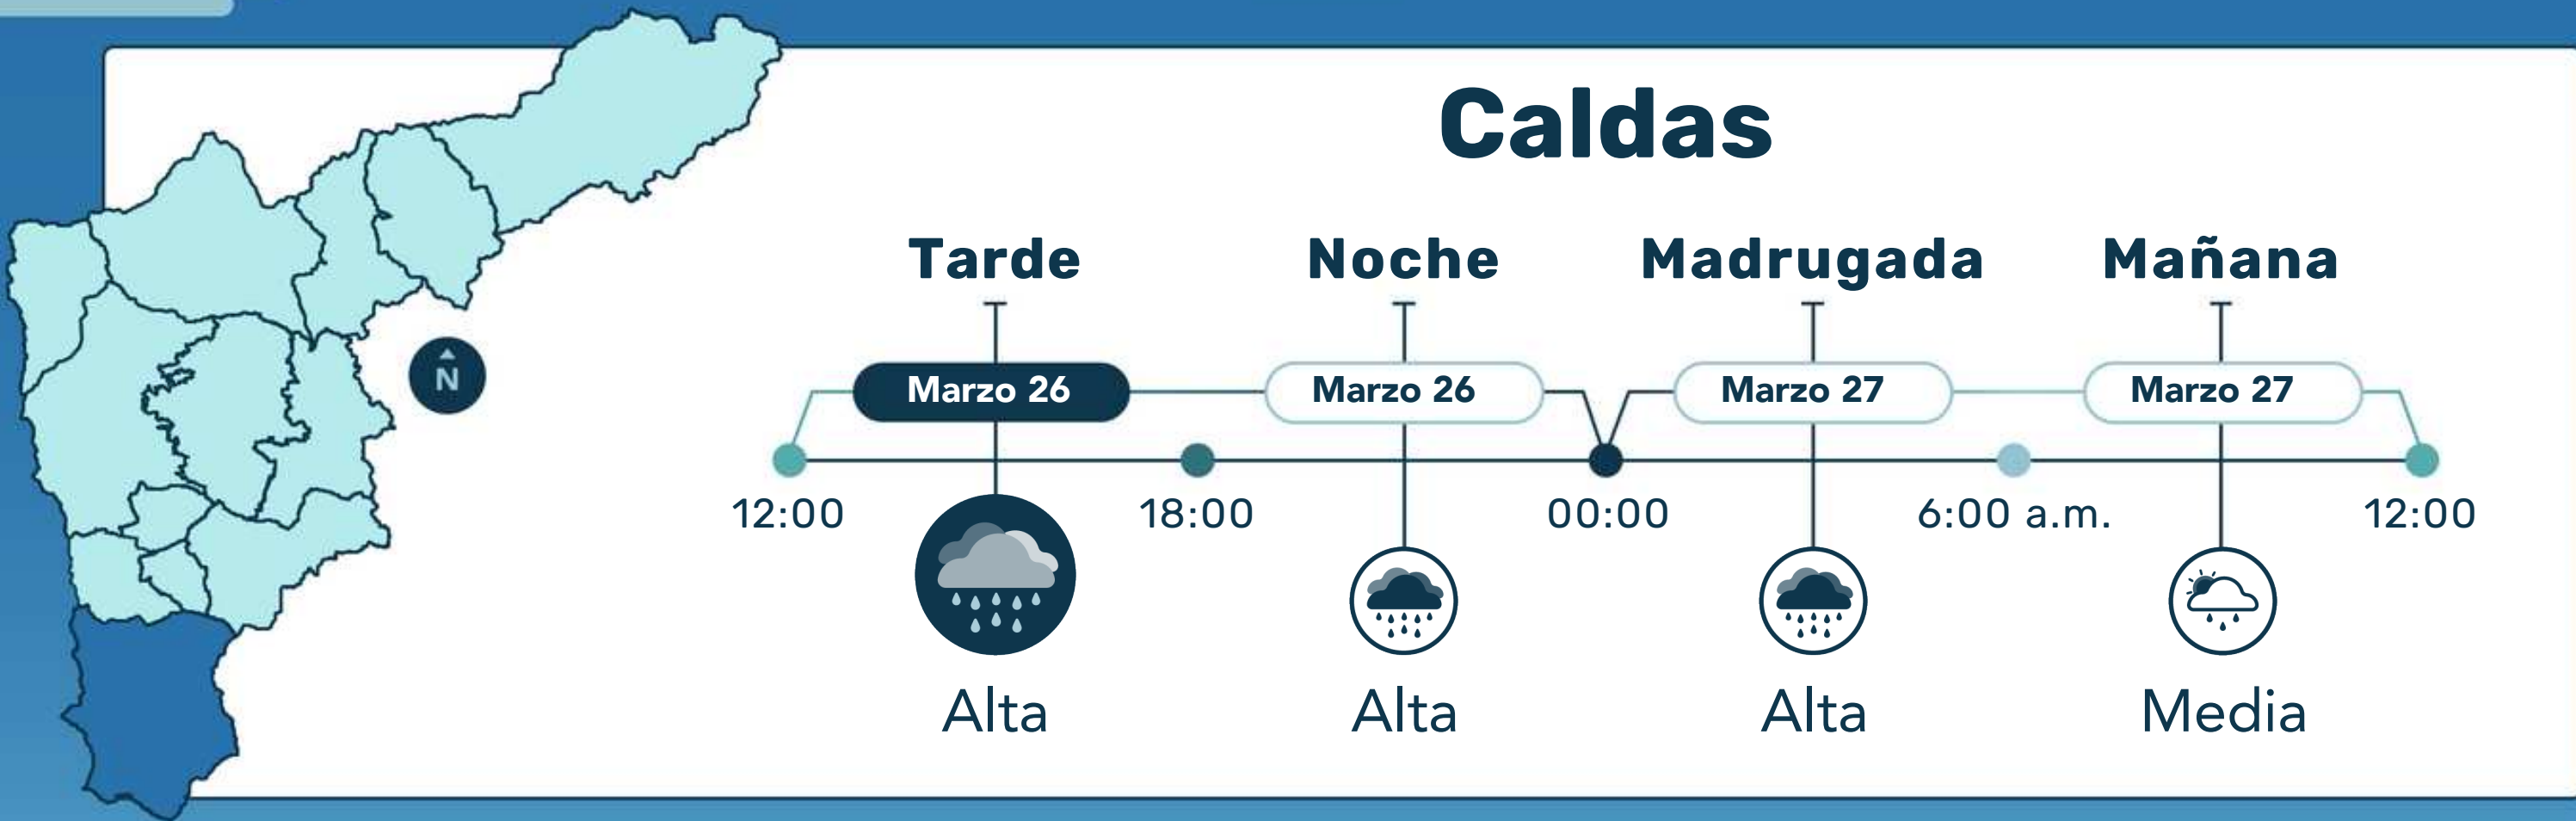 Caldas
Tarde Noche Madrugada Mañana
Marzo 26 Marzo 26 Marzo 27 Marzo 27
12:00 18:00 00:00 6:00 a.m. 12:00
N
Alta Alta Alta Media